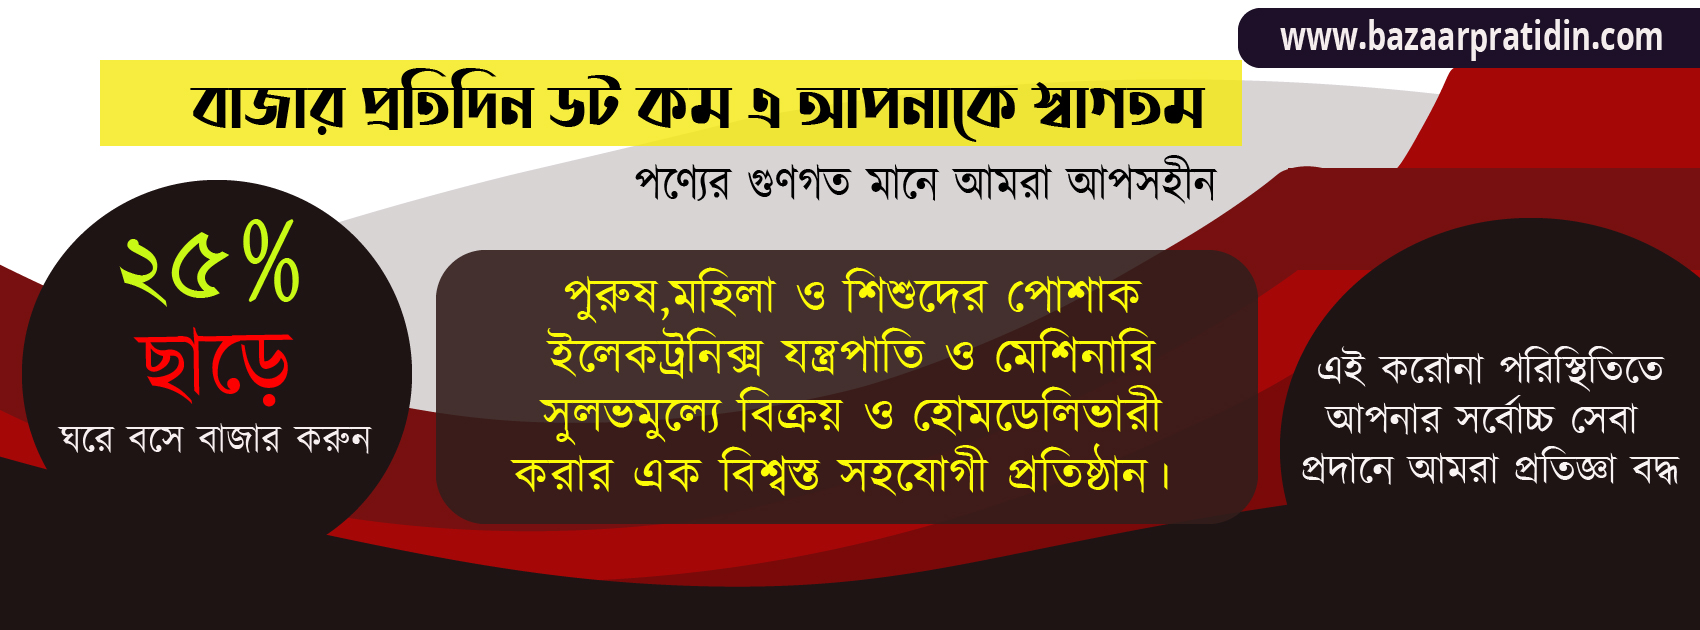 www.bazaarpratidin.com
বাজার প্রতিদিন ডট কম এ আপনাকে স্বাগতম
পণ্যের গুণগত মানে আমরা আপসহীন
২৫%
ছাড়ে
ঘরে বসে বাজার করুন
পুরুষ,মহিলা ও শিশুদের পোশাক
ইলেকট্রনিক্স যন্ত্রপাতি ও মেশিনারি
সুলভমুল্যে বিক্রয় ও হোমডেলিভারী
করার এক বিশ্বস্ত সহযোগী প্রতিষ্ঠান।
এই করোনা পরিস্থিতিতে
আপনার সর্বোচ্চ সেবা
প্রদানে আমরা প্রতিজ্ঞা বদ্ধ